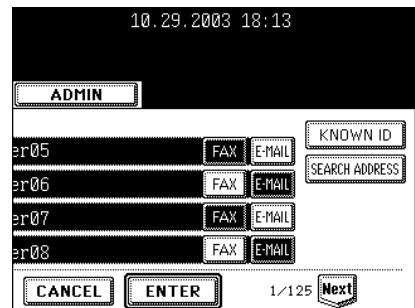 10.29.2003 18:13
ADMIN
KNOWN ID
er05 FAX E-MAIL
SEARCH ADDRESS
er06 FAX E-MAIL
er07 FAX E-MAIL
er08 FAX E-MAIL
CANCEL ENTER 1/125 Next